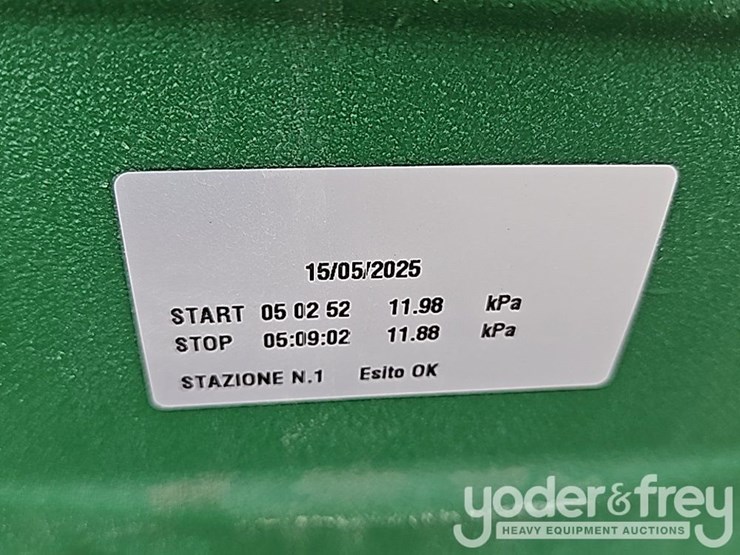 15/05/2025
START 05 02 52 11.98 kPa
STOP 05:09:02 11.88 kPa
STAZIONE N.1 Esito OK
yoder&frey
HEAVY EQUIPMENT AUCTIONS